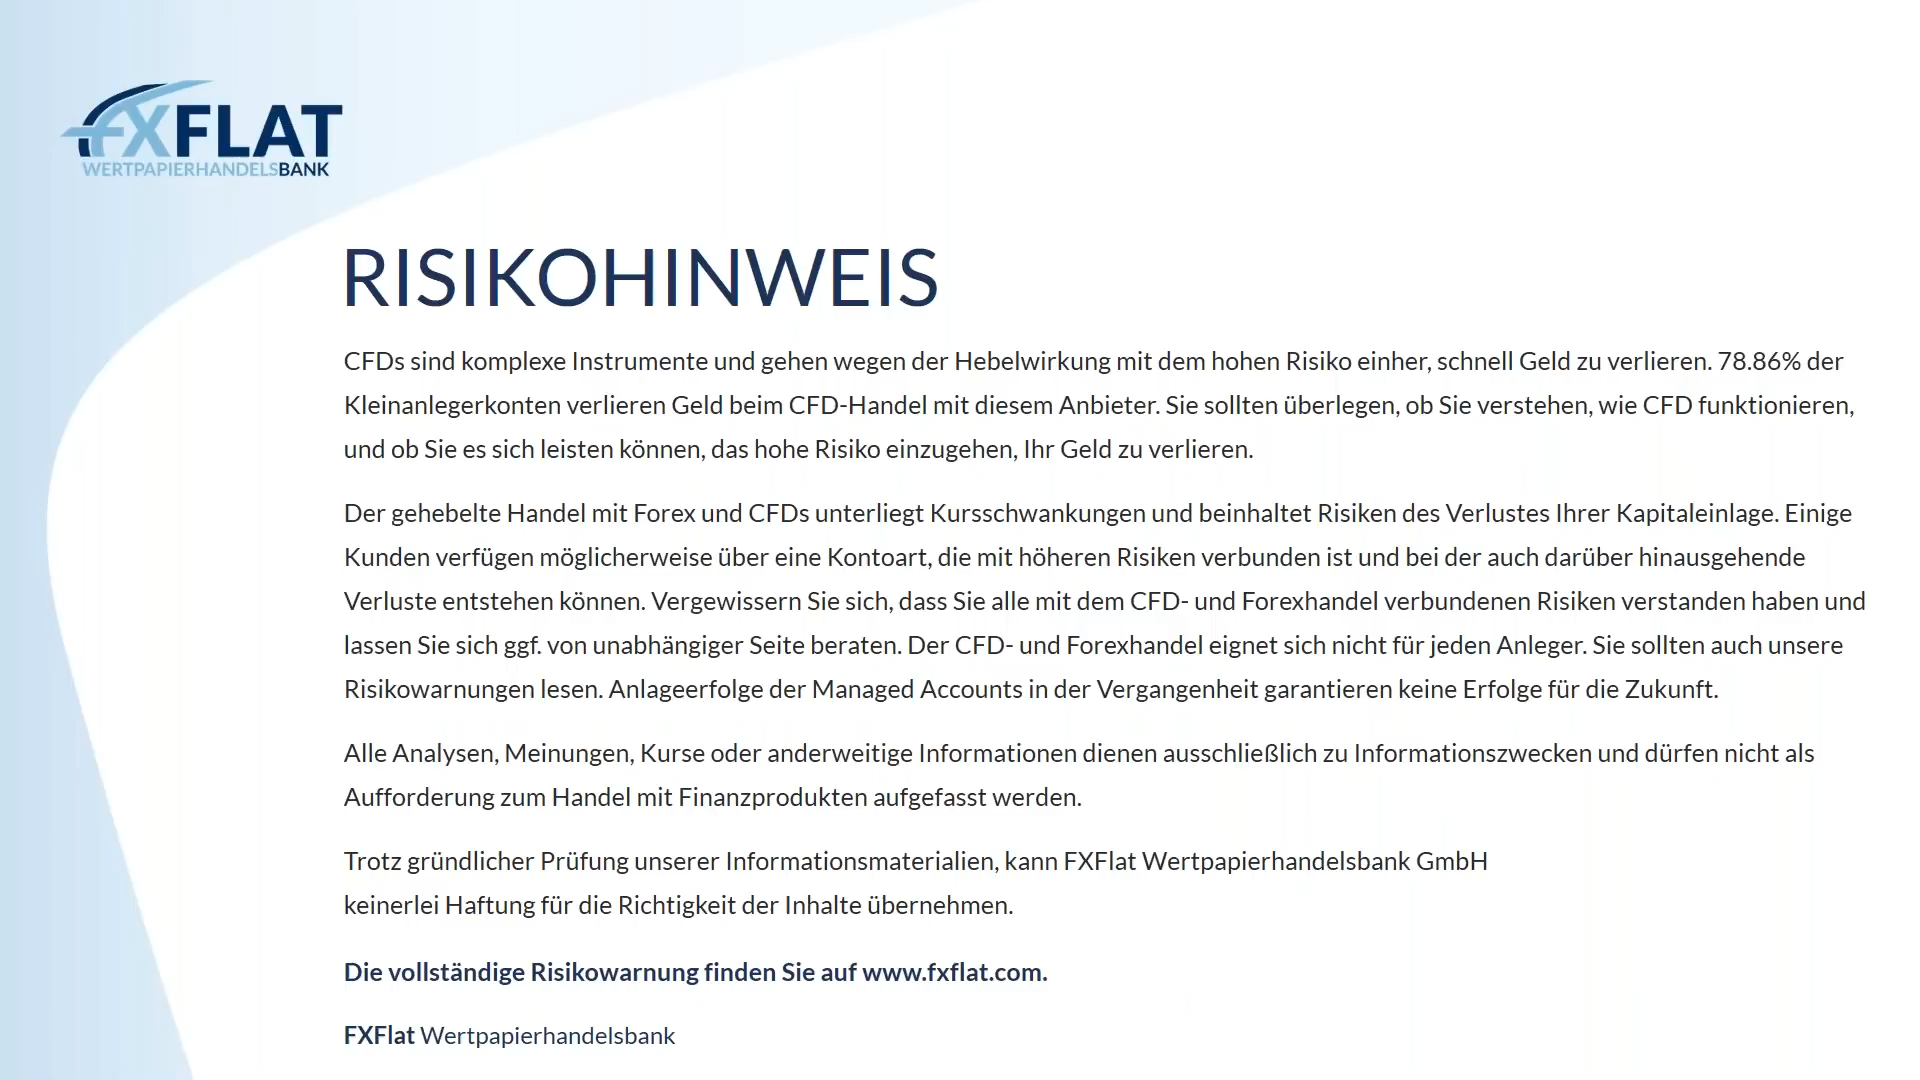 fXFLAT
WERTPAPIERHANDELSBANK
RISIKOHINWEIS
CFDs sind komplexe Instrumente und gehen wegen der Hebelwirkung mit dem hohen Risiko einher, schnell Geld zu verlieren. 78.86% der
Kleinanlegerkonten verlieren Geld beim CFD-Handel mit diesem Anbieter. Sie sollten überlegen, ob Sie verstehen, wie CFD funktionieren,
und ob Sie es sich leisten können, das hohe Risiko einzugehen, Ihr Geld zu verlieren.
Der gehebelte Handel mit Forex und CFDs unterliegt Kursschwankungen und beinhaltet Risiken des Verlustes Ihrer Kapitaleinlage. Einige
Kunden verfügen möglicherweise über eine Kontoart, die mit höheren Risiken verbunden ist und bei der auch darüber hinausgehende
Verluste entstehen können. Vergewissern Sie sich, dass Sie alle mit dem CFD- und Forexhandel verbundenen Risiken verstanden haben und
lassen Sie sich ggf. von unabhängiger Seite beraten. Der CFD- und Forexhandel eignet sich nicht für jeden Anleger. Sie sollten auch unsere
Risikowarnungen lesen. Anlageerfolge der Managed Accounts in der Vergangenheit garantieren keine Erfolge für die Zukunft.
Alle Analysen, Meinungen, Kurse oder anderweitige Informationen dienen ausschließlich zu Informationszwecken und dürfen nicht als
Aufforderung zum Handel mit Finanzprodukten aufgefasst werden.
Trotz gründlicher Prüfung unserer Informationsmaterialien, kann FXFlat Wertpapierhandelsbank GmbH
keinerlei Haftung für die Richtigkeit der Inhalte übernehmen.
Die vollständige Risikowarnung finden Sie auf www.fxflat.com.
FXFlat Wertpapierhandelsbank